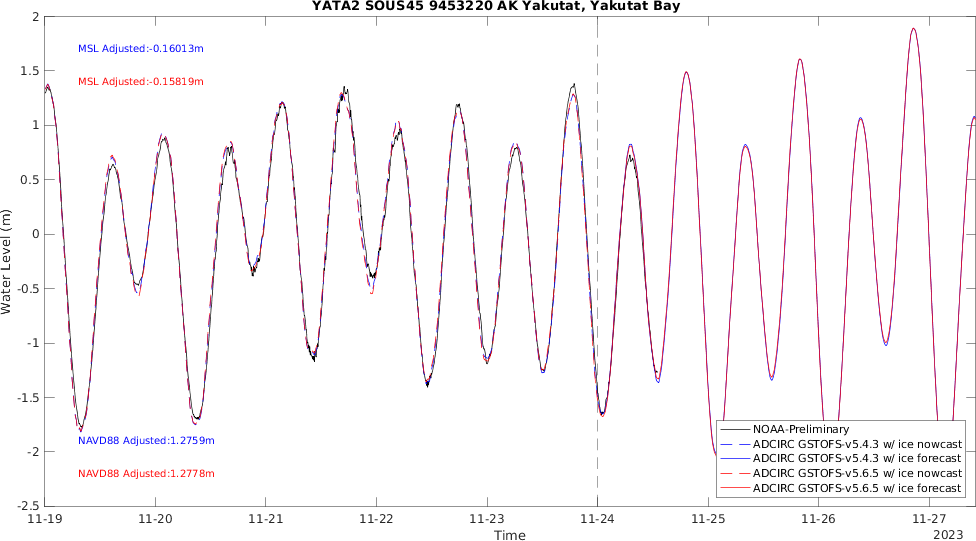 YATA2 SOUS45 9453220 AK Yakutat, Yakutat Bay
2
MSL Adjusted:-0.16013m
1.5
MSL Adjusted:-0.15819m
1
0.5
0
-0.5
-1
-1.5
-2
-2.5
Water Level (m)
NAVD88 Adjusted:1.2759m
NAVD88 Adjusted:1.2778m
NOAA-Preliminary
ADCIRC GSTOFS-v5.4.3 w/ ice nowcast
ADCIRC GSTOFS-v5.4.3 w/ ice forecast
ADCIRC GSTOFS-v5.6.5 w/ ice nowcast
ADCIRC GSTOFS-v5.6.5 w/ ice forecast
11-19 11-20 11-21 11-22 11-23 11-24 11-25 11-26 11-27
Time
2023